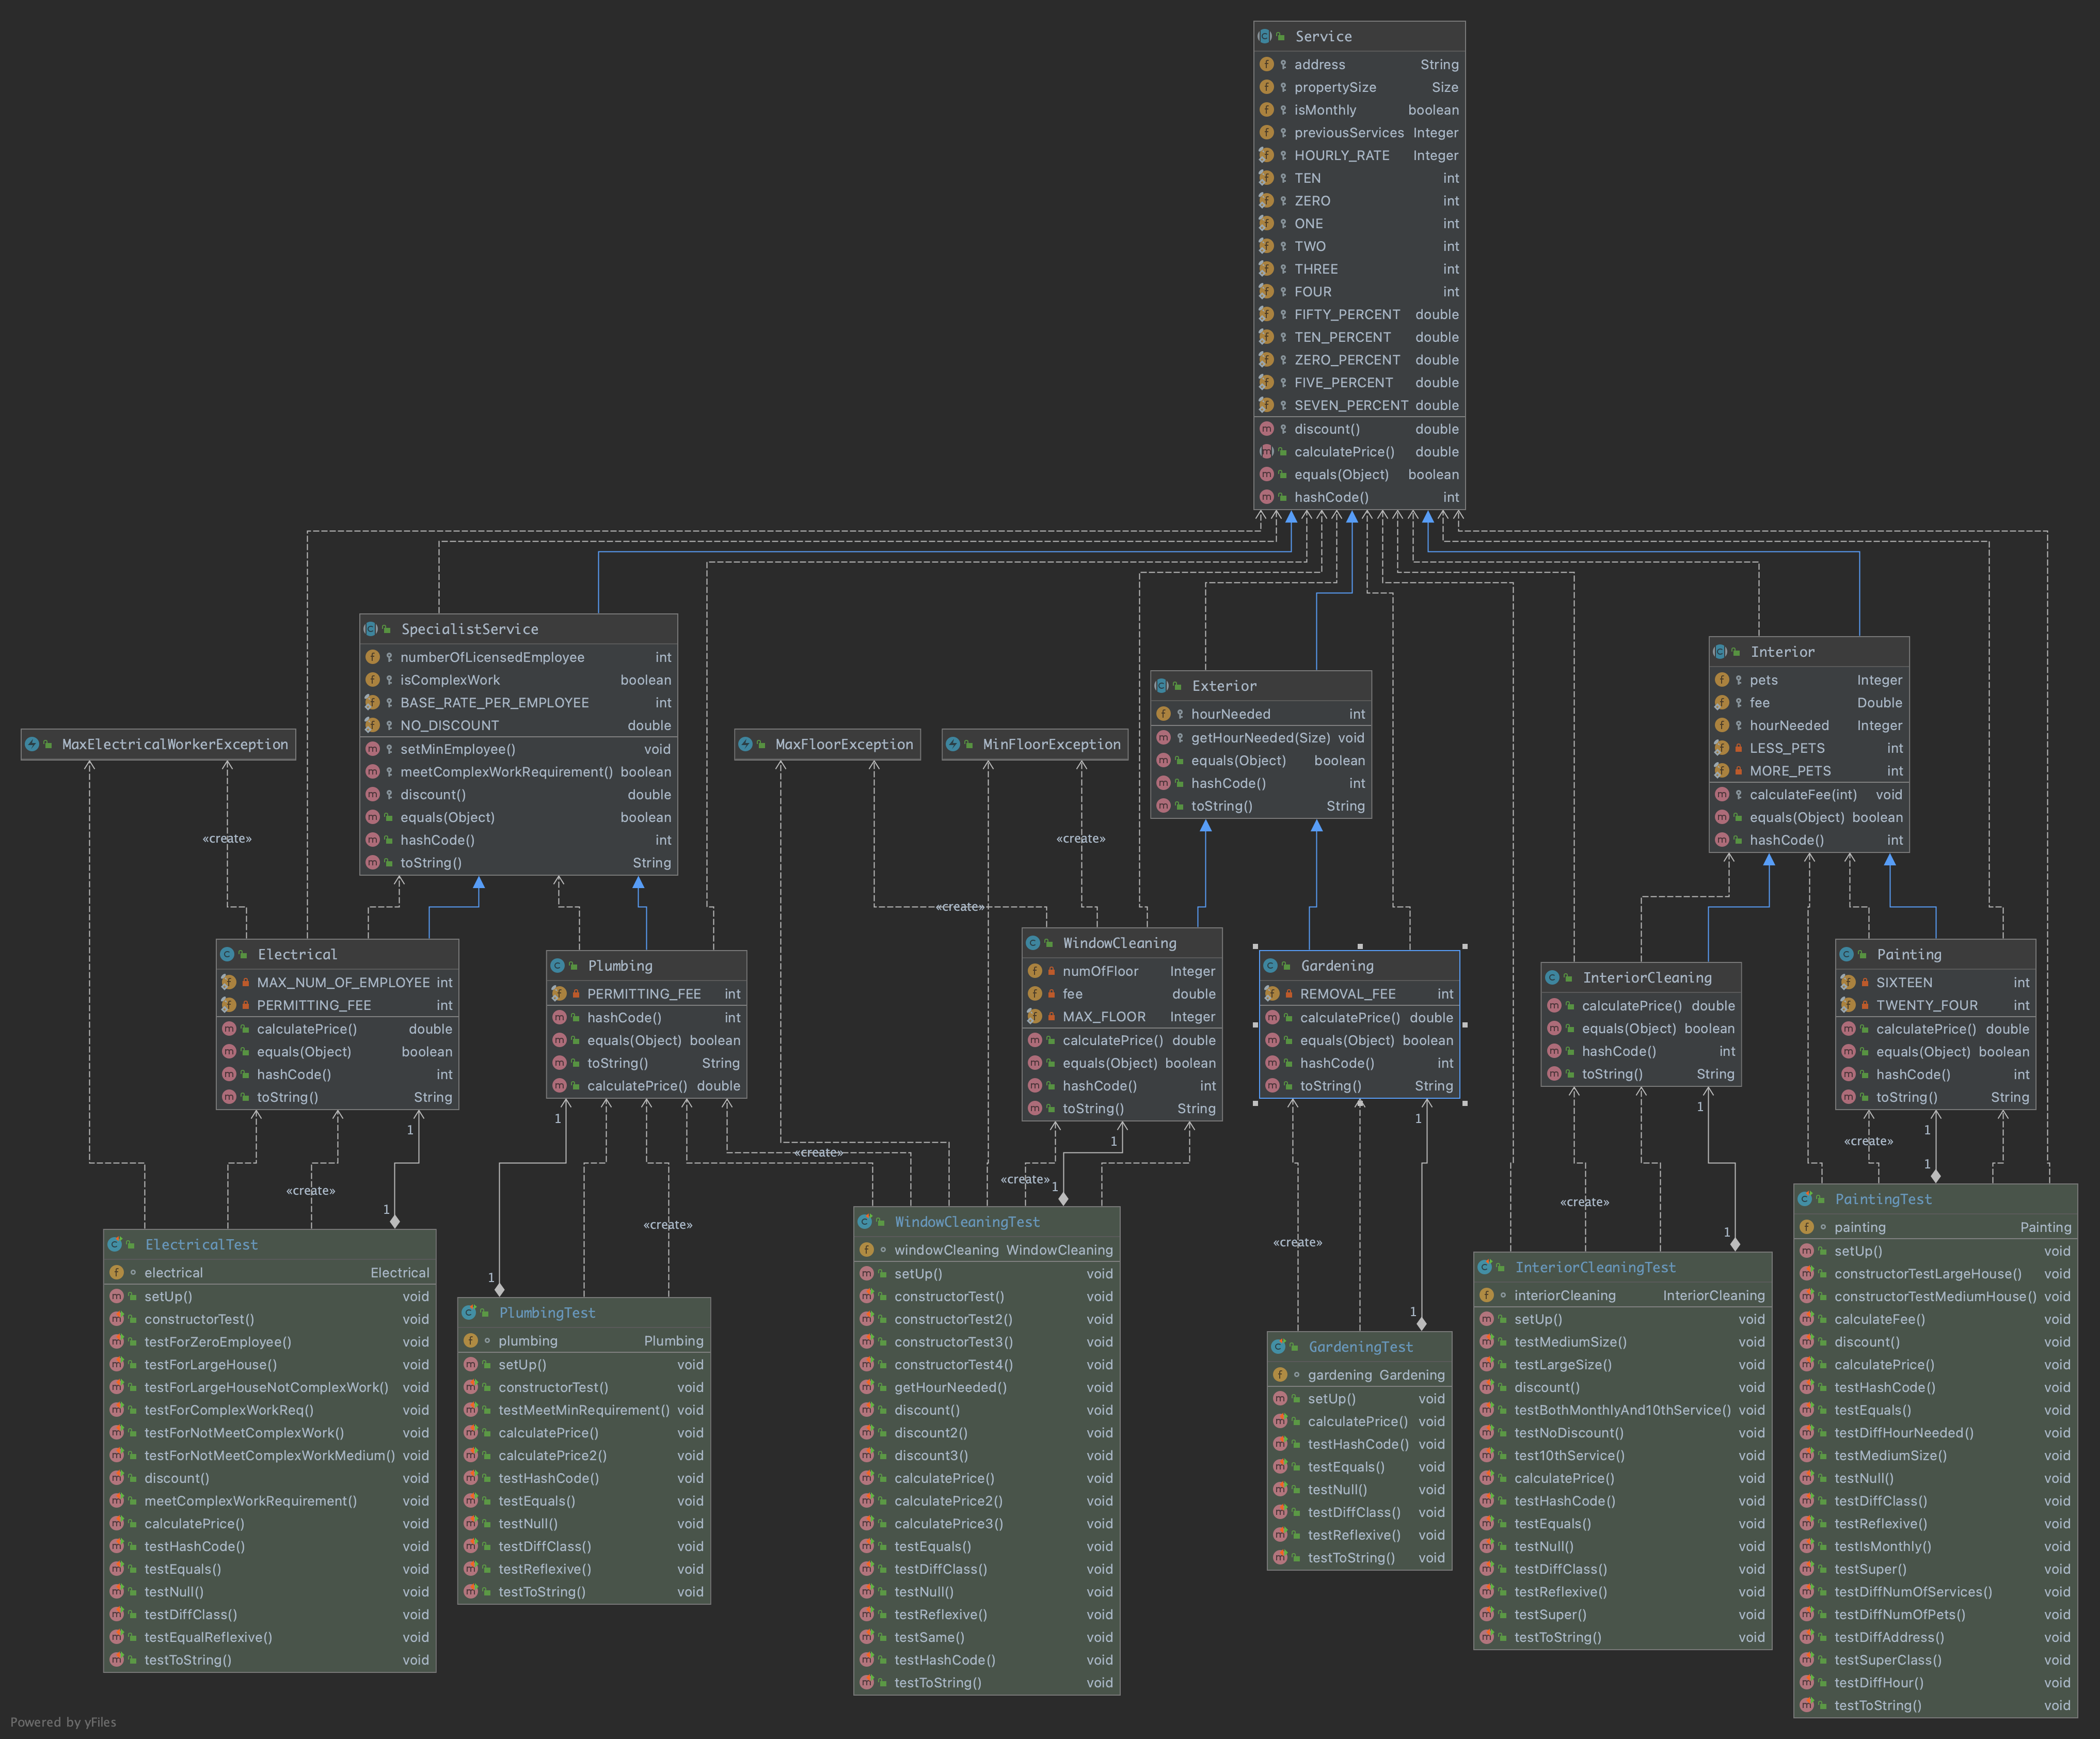 Service
address String
propertySize Size
isMonthly boolean
previousServices Integer
HOURLY_RATE Integer
TEN int
ZERO int
ONE int
TWO int
THREE int
FOUR int
FIFTY_PERCENT double
TEN_PERCENT double
ZERO_PERCENT double
FIVE_PERCENT double
SEVEN_PERCENT double
discount() double
calculatePrice() double
equals(Object) boolean
hashCode() int
SpecialistService
numberOfLicensedEmployee int
isComplexWork boolean
BASE_RATE_PER_EMPLOYEE int
NO_DISCOUNT double
setMinEmployee() void
meetComplexWorkRequirement() boolean
discount() double
equals(Object) boolean
hashCode() int
toString() String
Exterior
hourNeeded int
getHourNeeded(Size) void
equals(Object) boolean
hashCode() int
toString() String
Interior
pets Integer
fee Double
hourNeeded Integer
LESS_PETS int
MORE_PETS int
calculateFee(int) void
equals(Object) boolean
hashCode() int
MaxElectricalWorkerException
MaxFloorException
MinFloorException
«create»
«create»
«create»
Electrical
MAX_NUM_OF_EMPLOYEE int
PERMITTING_FEE int
calculatePrice() double
equals(Object) boolean
hashCode() int
toString() String
Plumbing
PERMITTING_FEE int
hashCode() int
equals(Object) boolean
toString() String
calculatePrice() double
WindowCleaning
numOfFloor Integer
fee double
MAX_FLOOR Integer
calculatePrice() double
equals(Object) boolean
hashCode() int
toString() String
Gardening
REMOVAL_FEE int
calculatePrice() double
equals(Object) boolean
hashCode() int
toString() String
InteriorCleaning
calculatePrice() double
equals(Object) boolean
hashCode() int
toString() String
Painting
SIXTEEN int
TWENTY_FOUR int
calculatePrice() double
equals(Object) boolean
hashCode() int
toString() String
1
1
1
1
1
1
«create»
«create»
«create»
«create»
«create»
«create»
«create»
1
1
1
1
1
1
ElectricalTest
electrical Electrical
setUp() void
constructorTest() void
testForZeroEmployee() void
testForLargeHouse() void
testForLargeHouseNotComplexWork() void
testForComplexWorkReq() void
testForNotMeetComplexWork() void
testForNotMeetComplexWorkMedium() void
discount() void
meetComplexWorkRequirement() void
calculatePrice() void
testHashCode() void
testEquals() void
testNull() void
testDiffClass() void
testEqualReflexive() void
testToString() void
PlumbingTest
plumbing Plumbing
setUp() void
constructorTest() void
testMeetMinRequirement() void
calculatePrice() void
calculatePrice2() void
testHashCode() void
testEquals() void
testNull() void
testDiffClass() void
testReflexive() void
testToString() void
WindowCleaningTest
windowCleaning WindowCleaning
setUp() void
constructorTest() void
constructorTest2() void
constructorTest3() void
constructorTest4() void
getHourNeeded() void
discount() void
discount2() void
discount3() void
calculatePrice() void
calculatePrice2() void
calculatePrice3() void
testEquals() void
testDiffClass() void
testNull() void
testReflexive() void
testSame() void
testHashCode() void
testToString() void
GardeningTest
gardening Gardening
setUp() void
calculatePrice() void
testHashCode() void
testEquals() void
testNull() void
testDiffClass() void
testReflexive() void
testToString() void
InteriorCleaningTest
interiorCleaning InteriorCleaning
setUp() void
testMediumSize() void
testLargeSize() void
discount() void
testBothMonthlyAnd10thService() void
testNoDiscount() void
test10thService() void
calculatePrice() void
testHashCode() void
testEquals() void
testNull() void
testDiffClass() void
testReflexive() void
testSuper() void
testToString() void
PaintingTest
painting Painting
setUp() void
constructorTestLargeHouse() void
constructorTestMediumHouse() void
calculateFee() void
discount() void
calculatePrice() void
testHashCode() void
testEquals() void
testDiffHourNeeded() void
testMediumSize() void
testNull() void
testDiffClass() void
testReflexive() void
testIsMonthly() void
testSuper() void
testDiffNumOfServices() void
testDiffNumOfPets() void
testDiffAddress() void
testSuperClass() void
testDiffHour() void
testToString() void
Powered by yFiles